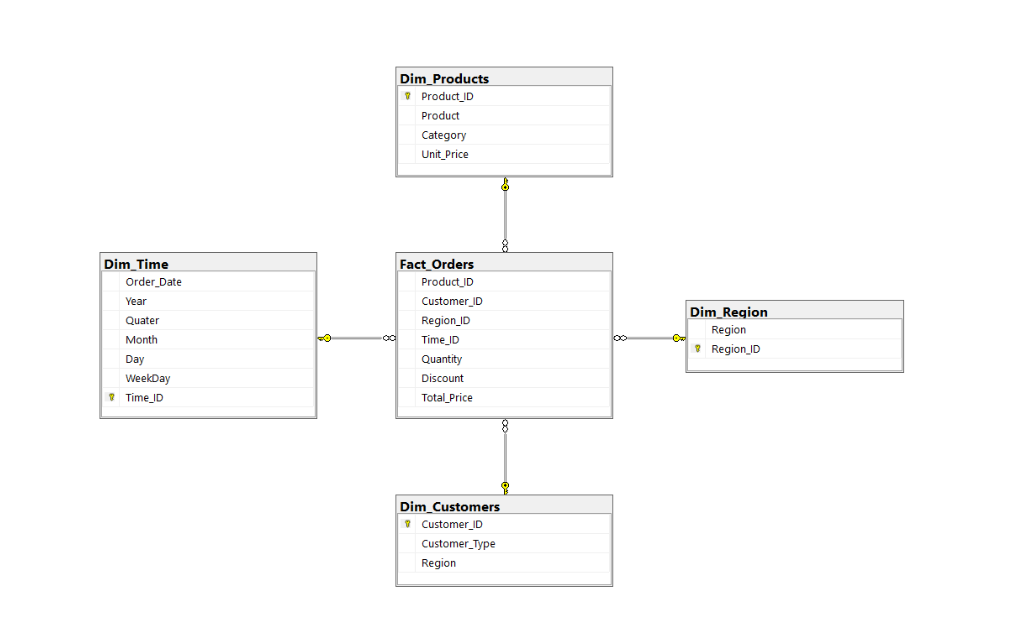 Dim_Products
Product_ID
Product
Category
Unit_Price
Dim_Time
Order_Date
Year
Quater
Month
Day
WeekDay
Time_ID
Fact_Orders
Product_ID
Customer_ID
Region_ID
Time_ID
Quantity
Discount
Total_Price
Dim_Region
Region
Region_ID
Dim_Customers
Customer_ID
Customer_Type
Region